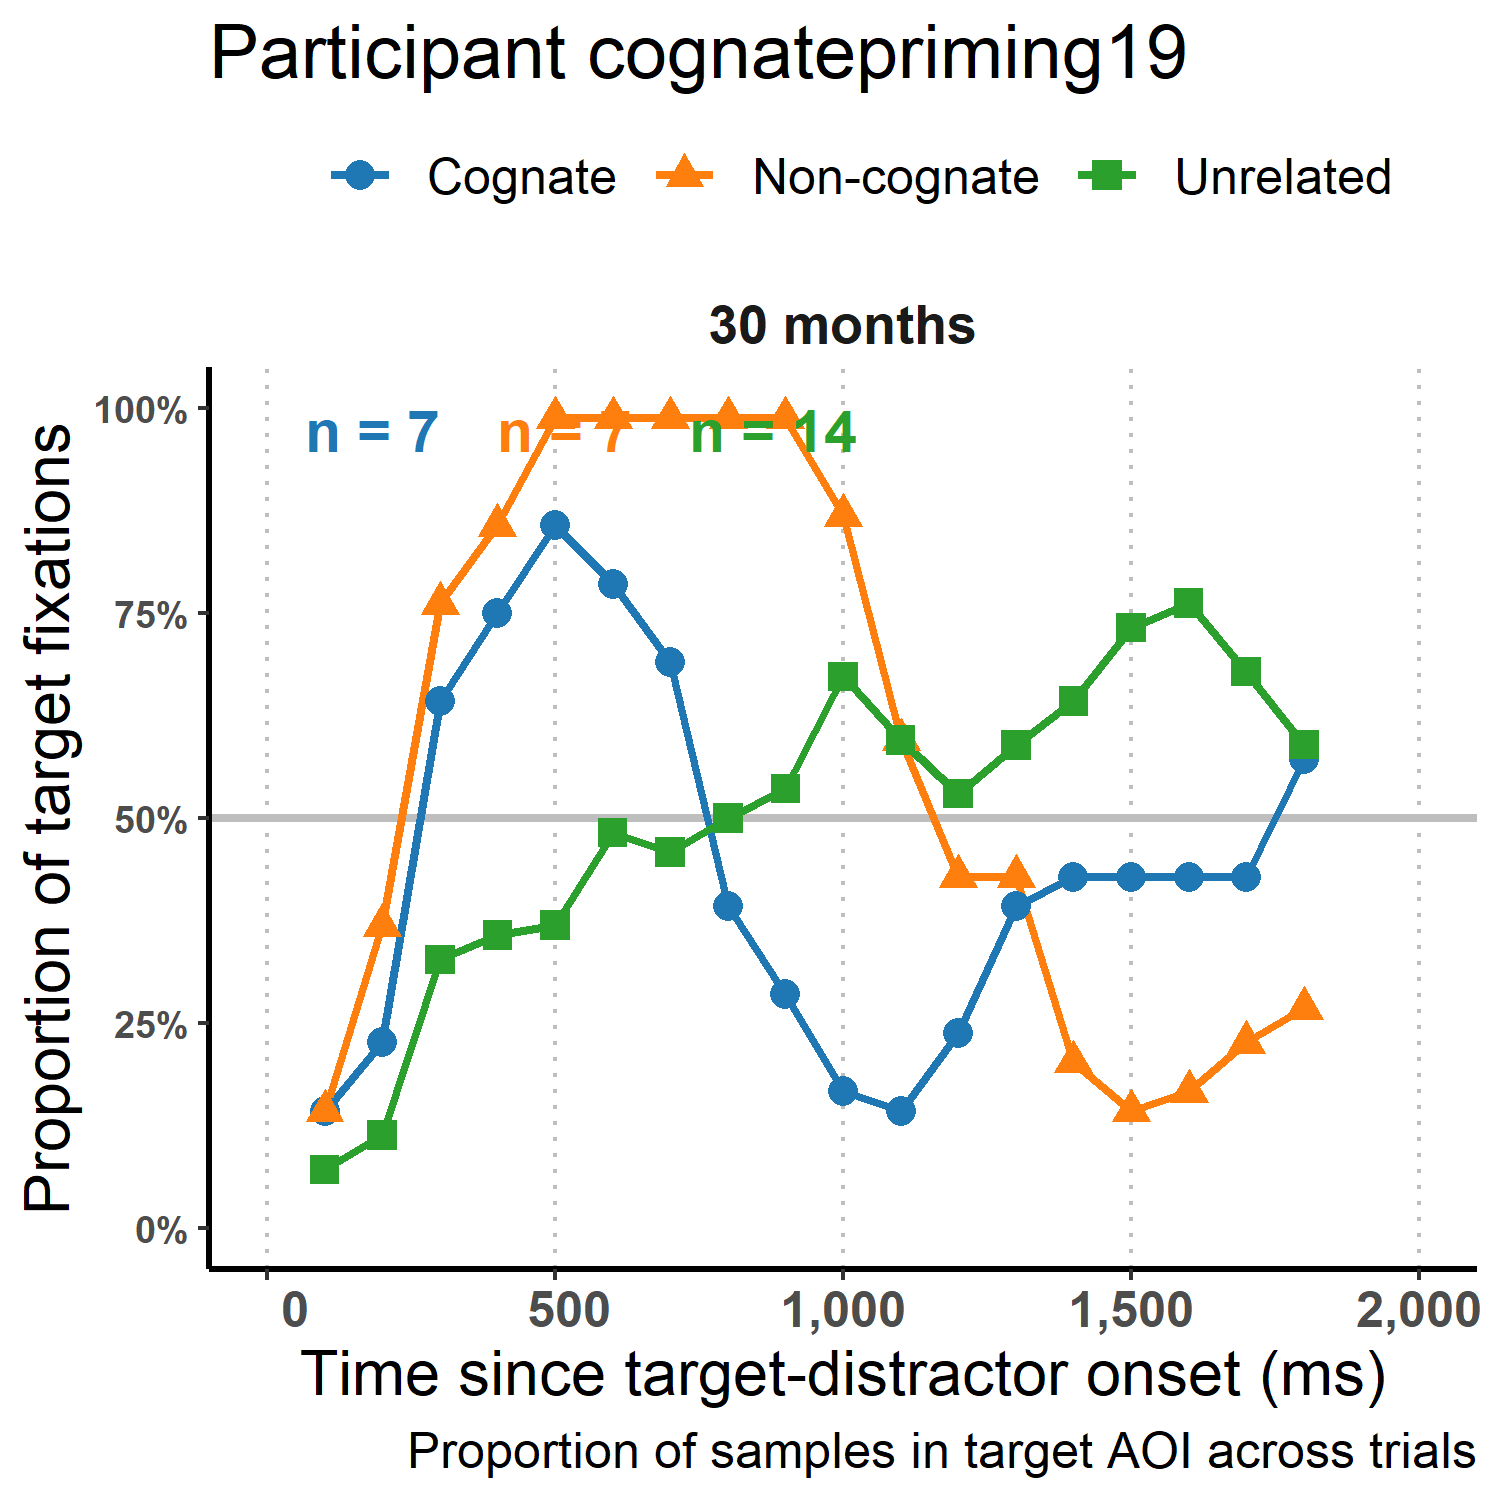 Participant cognatepriming19
Cognate Non-cognate Unrelated
30 months
n = 7 n = 7 n = 14
100%
75%
50%
25%
0%
Proportion of target fixations
0 500 1,000 1,500 2,000
Time since target-distractor onset (ms)
Proportion of samples in target AOI across trials